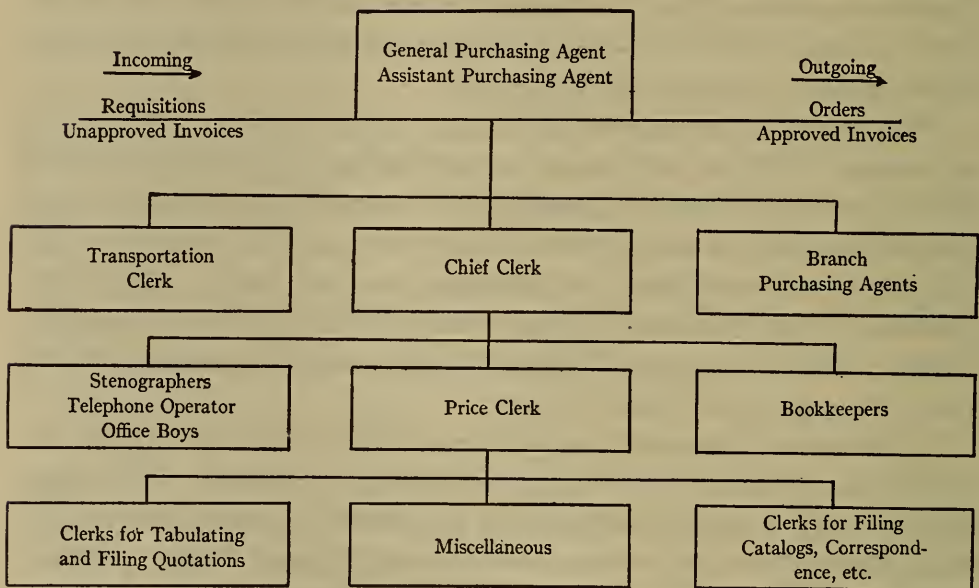 General Purchasing Agent
Assistant Purchasing Agent
Incoming
Requisitions
Unapproved Invoices
Outgoing
Orders
Approved Invoices
Transportation
Clerk
Chief Clerk
Branch
Purchasing Agents
Stenographers
Telephone Operator
Office Boys
Price Clerk
Bookkeepers
Clerks for Tabulating
and Filing Quotations
Miscellaneous
Clerks for Filing
Catalogs, Correspond-
ence, etc.